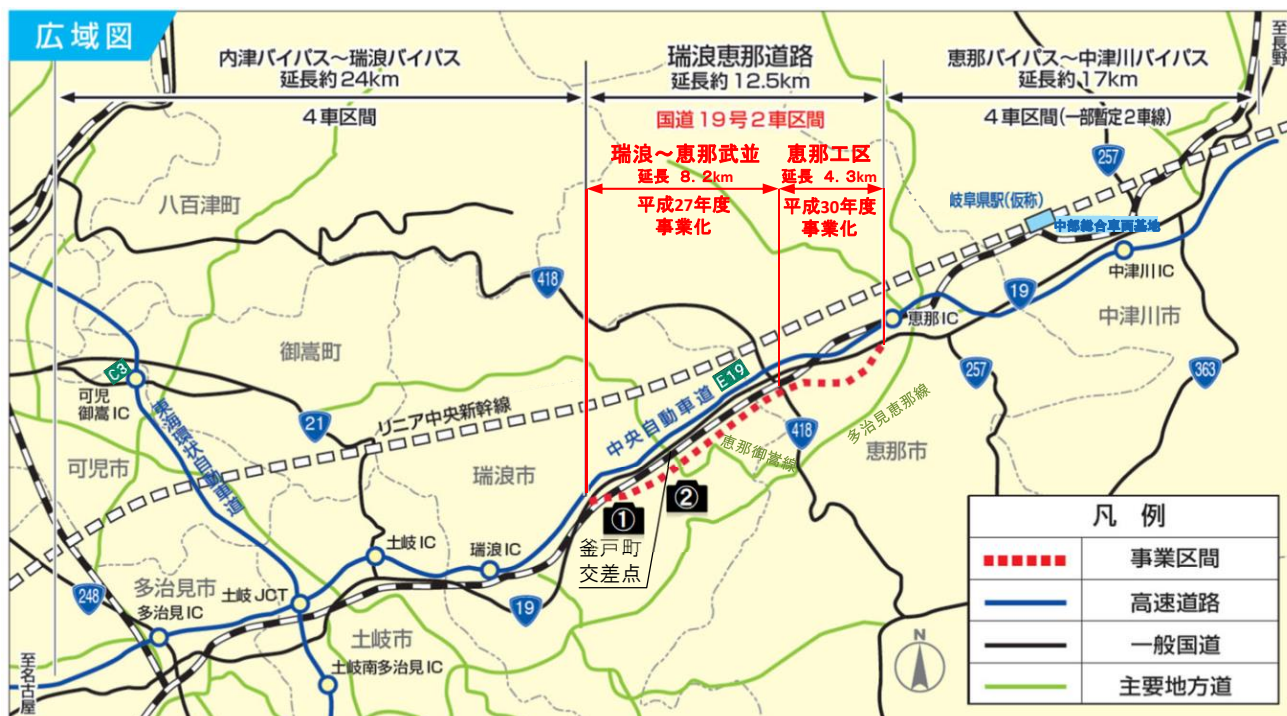 広域図
内津バイパス～瑞浪バイパス
延長約24km
4車区間
瑞浪恵那道路
延長約12.5km
国道19号2車区間
恵那バイパス～中津川バイパス
延長約17km
4車区間(一部暫定2車線)
至長野
瑞浪～恵那武並
延長 8.2km
平成27年度
事業化
恵那工区
延長 4.3km
平成30年度
事業化
257
八百津町
岐阜県駅(仮称)
中部総合車両基地
中津川IC
418
19
恵那IC
中津川市
御嵩町
C3
可児
御嵩IC
E19
257
363
21
リニア中央新幹線
中央自動車道
東海環状自動車道
418
多治見恵那線
恵那御嵩線
恵那市
可児市
瑞浪市
①
②
釜戸町
交差点
土岐IC
瑞浪IC
248
多治見市
多治見IC
土岐JCT
19
土岐市
土岐南多治見IC
至名古屋
N
凡 例
事業区間
高速道路
一般国道
主要地方道